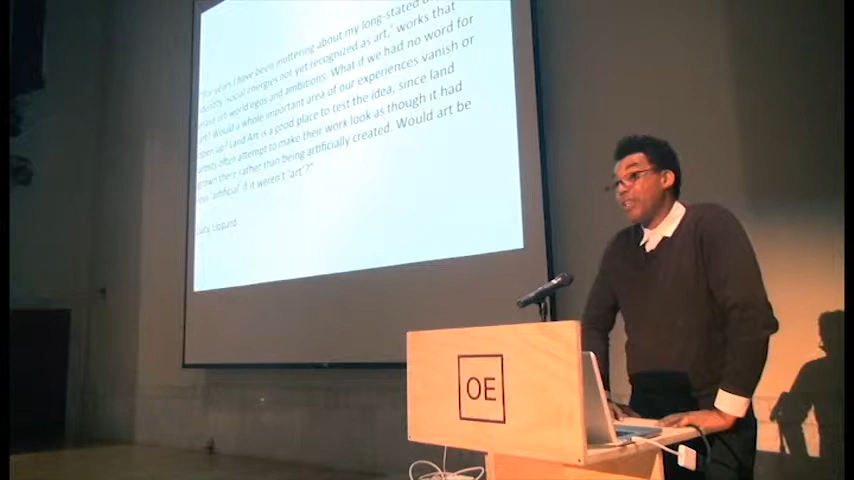 "For years I have been muttering about my long-stated
identify 'social energies not yet recognized as art,' works that
art-world egos and ambitions. What if we had no word for
art? Would a whole important area of our experiences vanish or
open up? Land Art is a good place to test the idea, since land
artists often attempt to make their work look as though it had
grown there rather than being artificially created. Would art be
less 'artificial' if it weren't 'art'?"
Lucy Lippard
OE